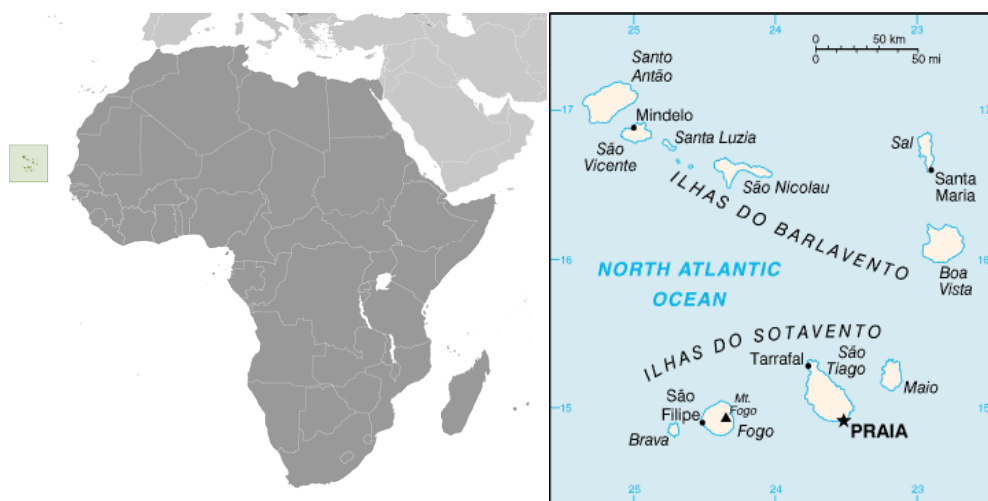 25
24
23
0
50 km
0
50 mi
Santo
Antão
17
Mindelo
Santa Luzia
São
Vicente
São Nicolau
Sal
Santa
Maria
ILHAS DO BARLAVENTO
16
16
NORTH ATLANTIC
OCEAN
Boa
Vista
ILHAS DO SOTAVENTO
Tarrafal
São
Tiago
Maio
15
15
São
Filipe
Mt.
Fogo
Fogo
Brava
PRAIA
25
24
23